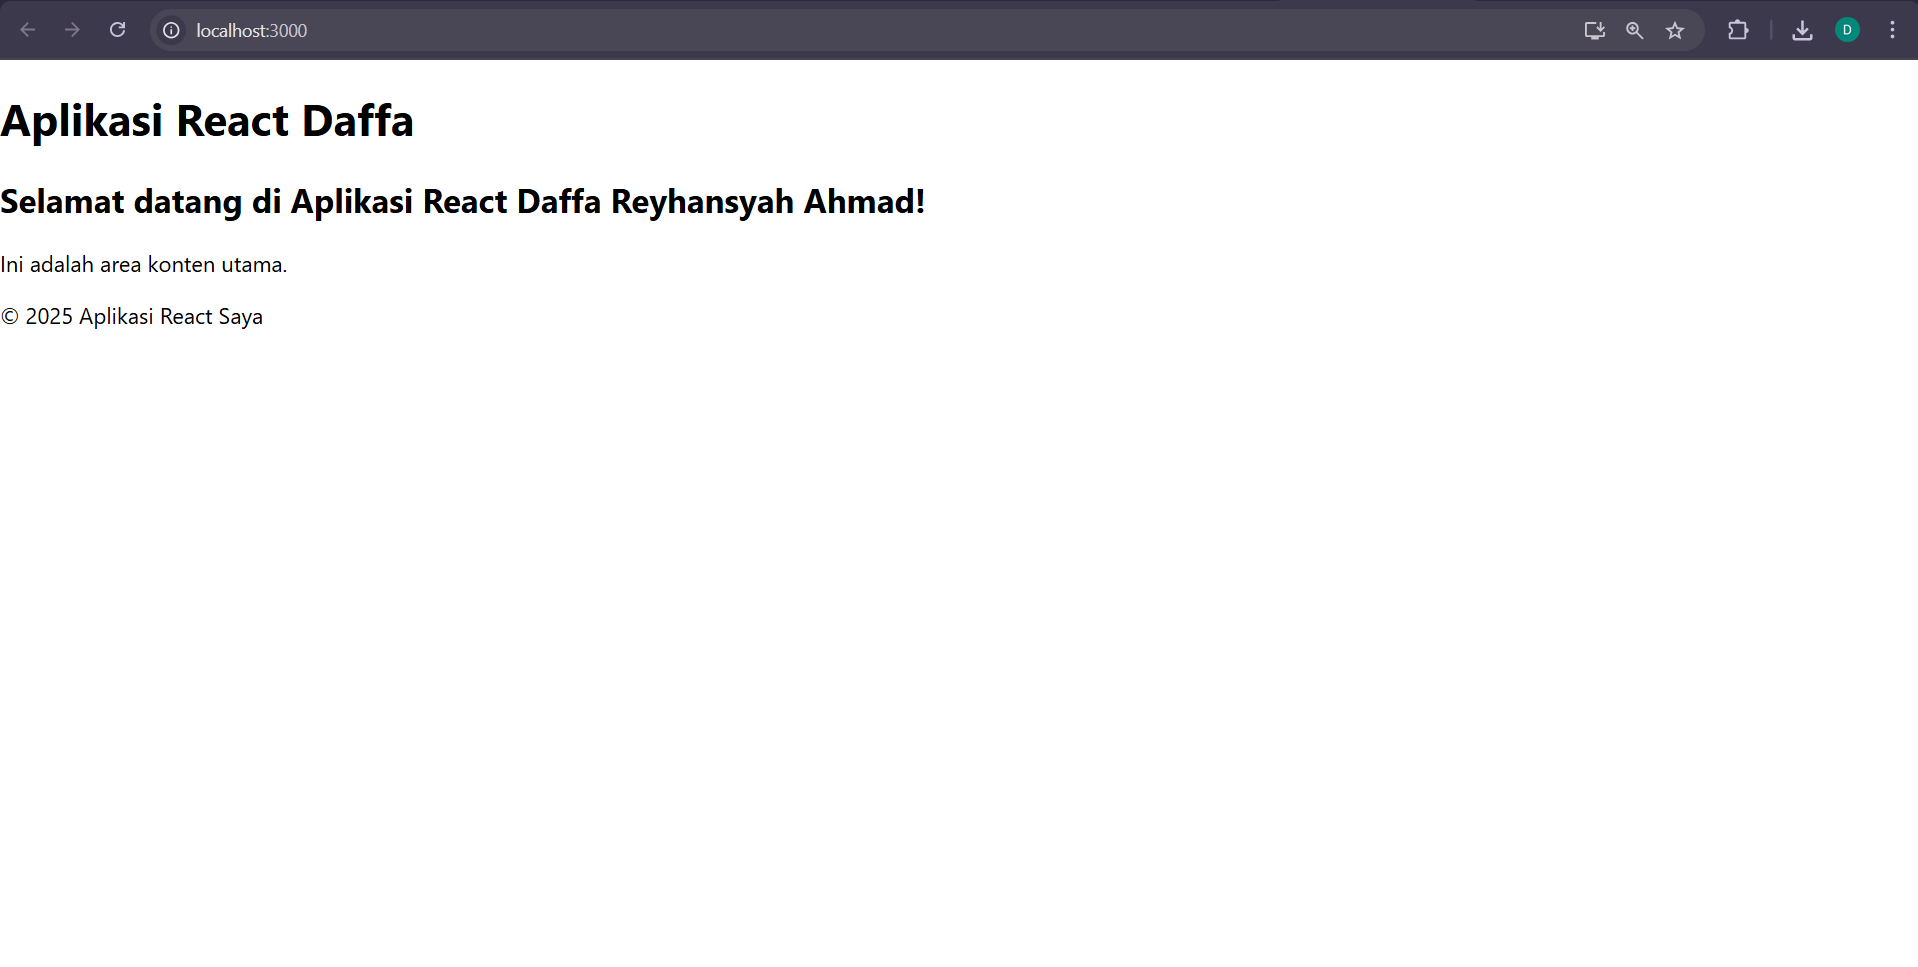 localhost:3000
D
Aplikasi React Daffa
Selamat datang di Aplikasi React Daffa Reyhansyah Ahmad!
Ini adalah area konten utama.
© 2025 Aplikasi React Saya